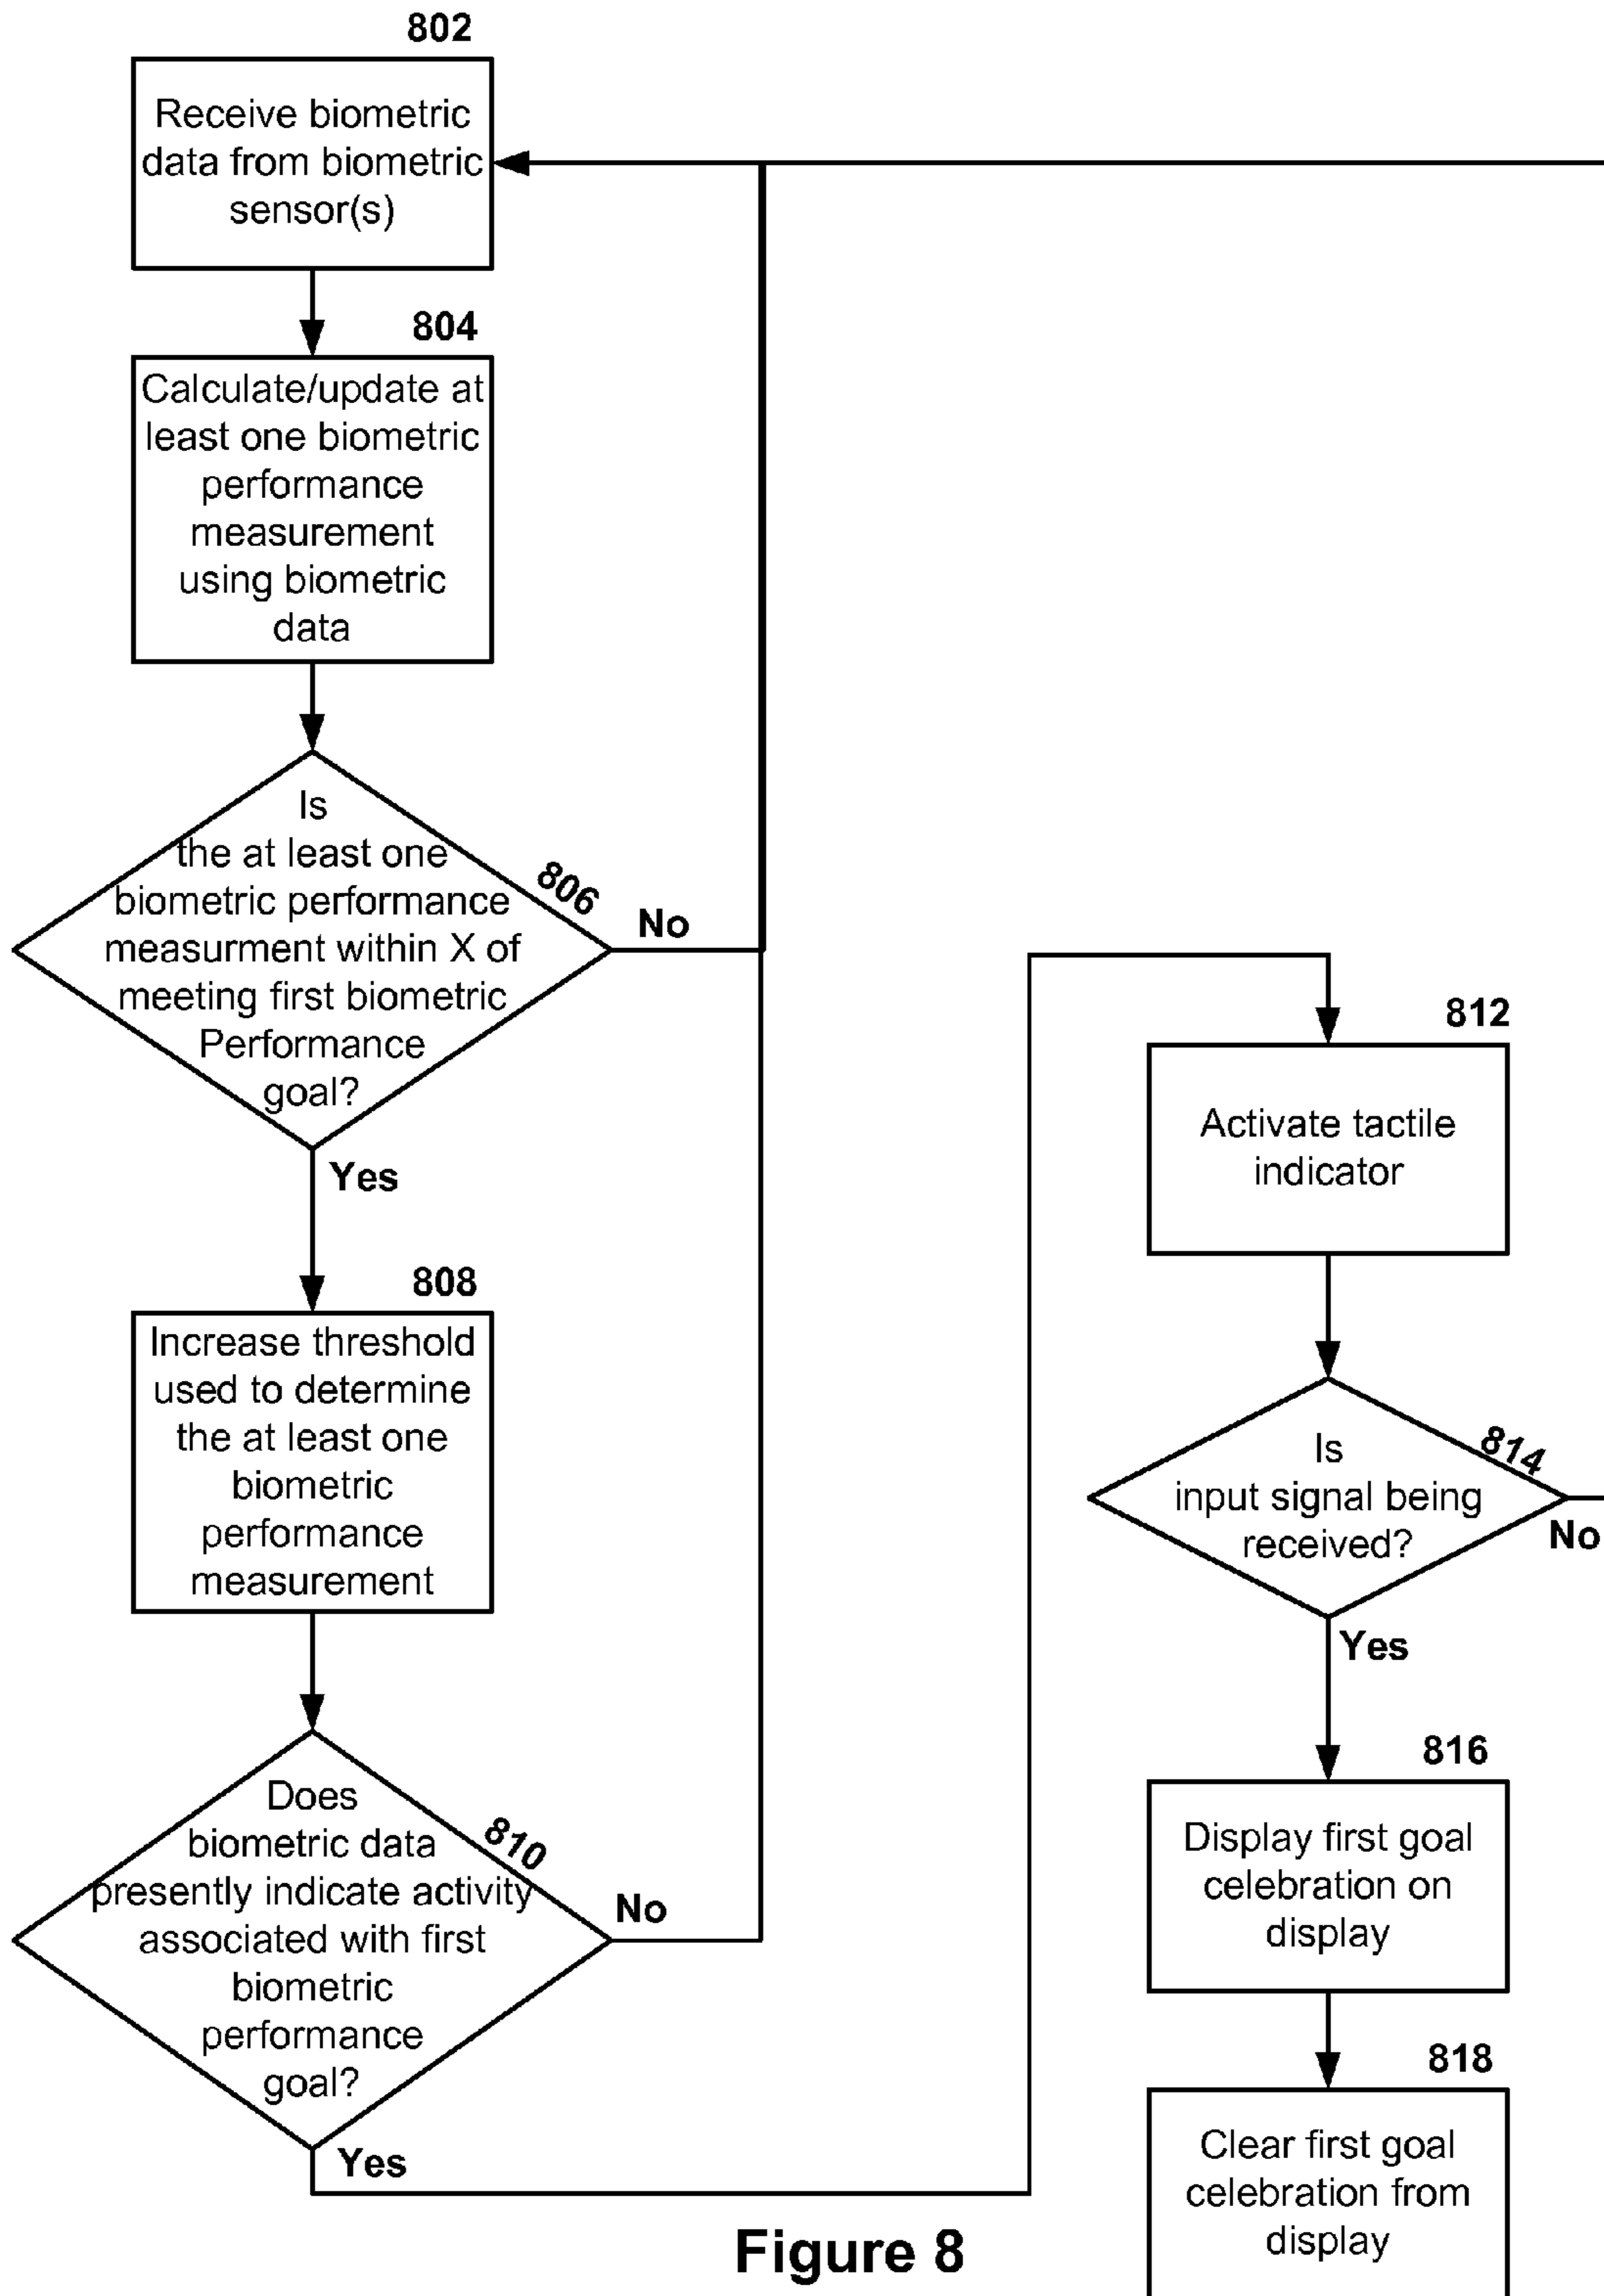 802
Receive biometric
data from biometric
sensor(s)
804
Calculate/update at
least one biometric
performance
measurement
using biometric
data
Is
the at least one
biometric performance
measurment within X of
meeting first biometric
Performance
goal?
806
No
Yes
808
Increase threshold
used to determine
the at least one
biometric
performance
measurement
Does
biometric data
presently indicate activity
associated with first
biometric
performance
goal?
810
No
Yes
812
Activate tactile
indicator
Is
input signal being
received?
814
No
Yes
816
Display first goal
celebration on
display
818
Clear first goal
celebration from
display
Figure 8